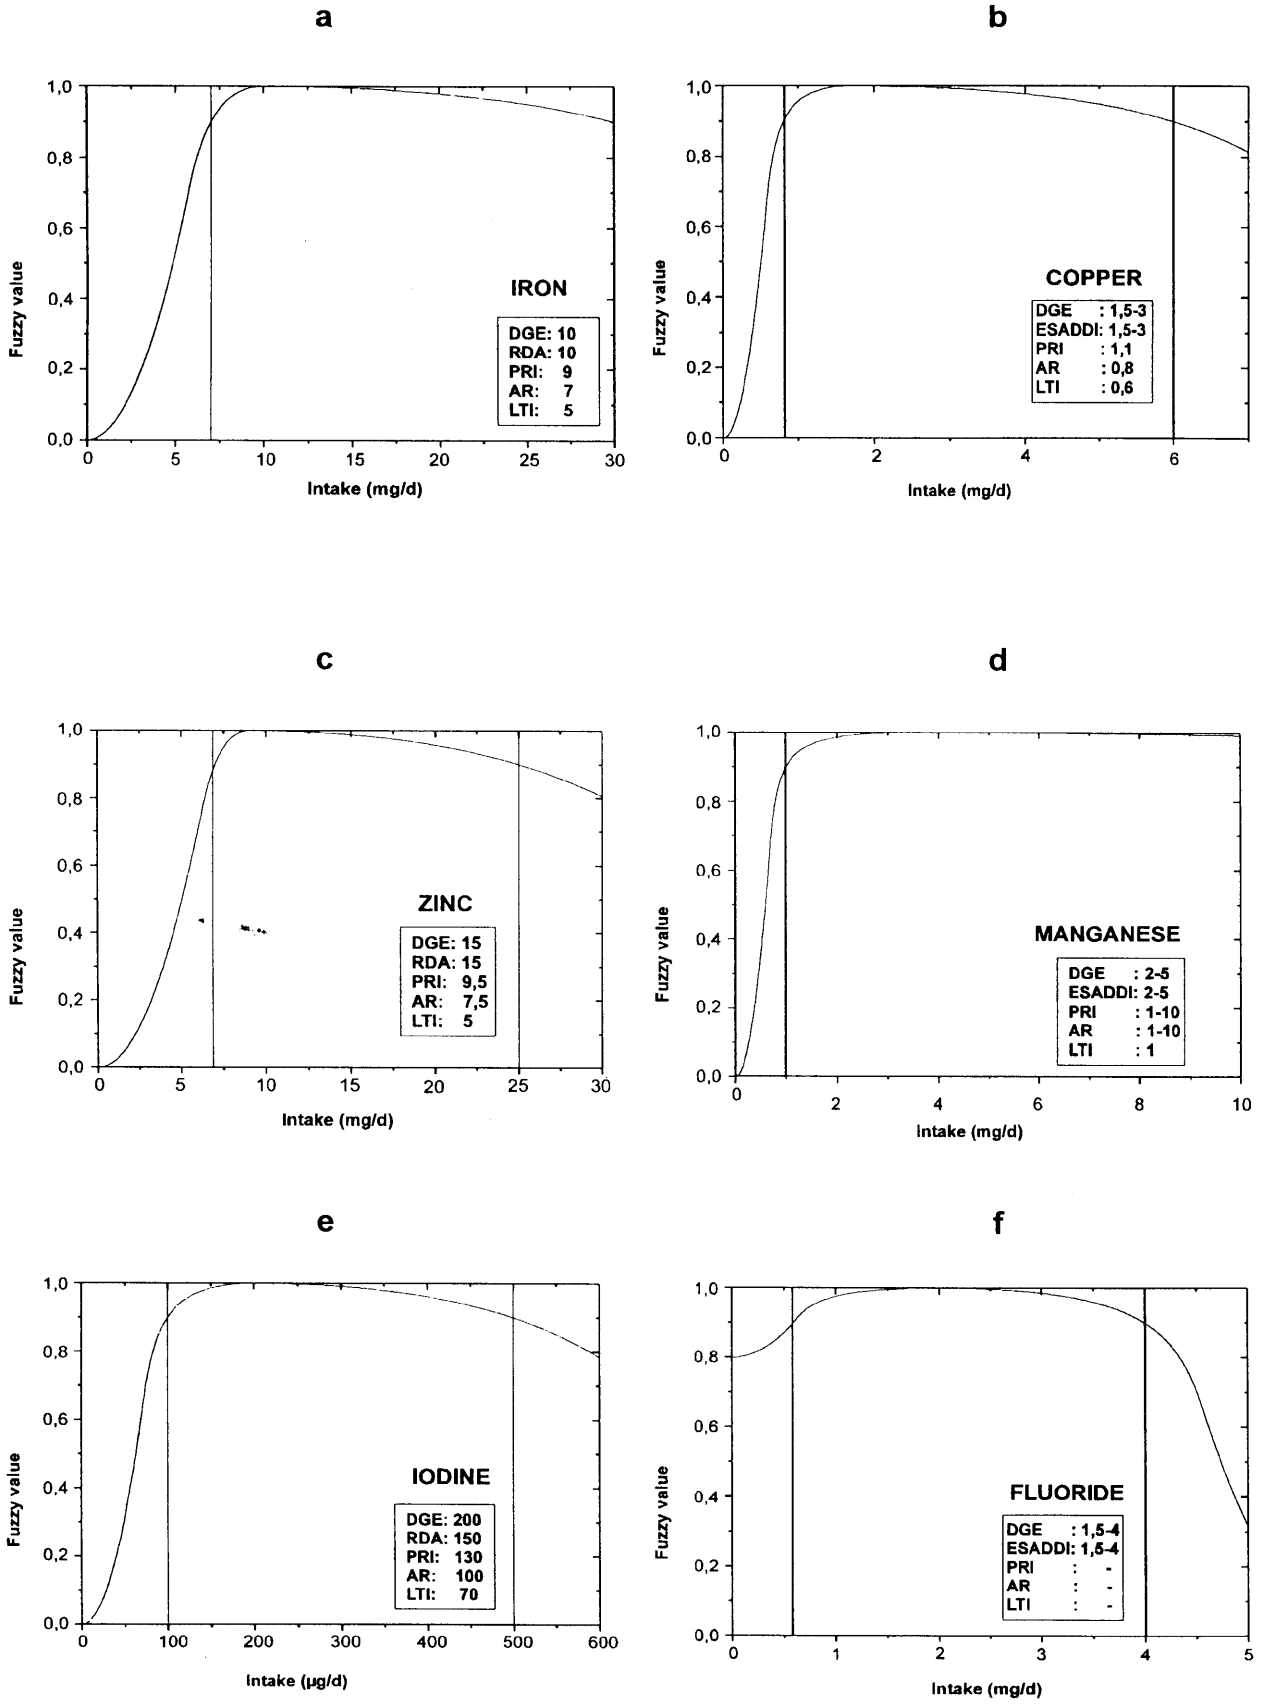 a
1,0
0,8
0,6
0,4
0,2
0,0
Fuzzy value
IRON
DGE: 10
RDA: 10
PRI: 9
AR: 7
LTI: 5
0 5 10 15 20 25 30
Intake (mg/d)
b
1,0
0,8
0,6
0,4
0,2
0,0
Fuzzy value
COPPER
DGE : 1,5-3
ESADDI: 1,5-3
PRI : 1,1
AR : 0,8
LTI : 0,6
0 2 4 6
Intake (mg/d)
c
1,0
0,8
0,6
0,4
0,2
0,0
Fuzzy value
ZINC
DGE: 15
RDA: 15
PRI: 9,5
AR: 7,5
LTI: 5
0 5 10 15 20 25 30
Intake (mg/d)
d
1,0
0,8
0,6
0,4
0,2
0,0
Fuzzy value
MANGANESE
DGE : 2-5
ESADDI: 2-5
PRI : 1-10
AR : 1-10
LTI : 1
0 2 4 6 8 10
Intake (mg/d)
e
1,0
0,8
0,6
0,4
0,2
0,0
Fuzzy value
IODINE
DGE: 200
RDA: 150
PRI: 130
AR: 100
LTI: 70
0 100 200 300 400 500 600
Intake (µg/d)
f
1,0
0,8
0,6
0,4
0,2
0,0
Fuzzy value
FLUORIDE
DGE : 1,5-4
ESADDI: 1,5-4
PRI : -
AR : -
LTI : -
0 1 2 3 4 5
Intake (mg/d)